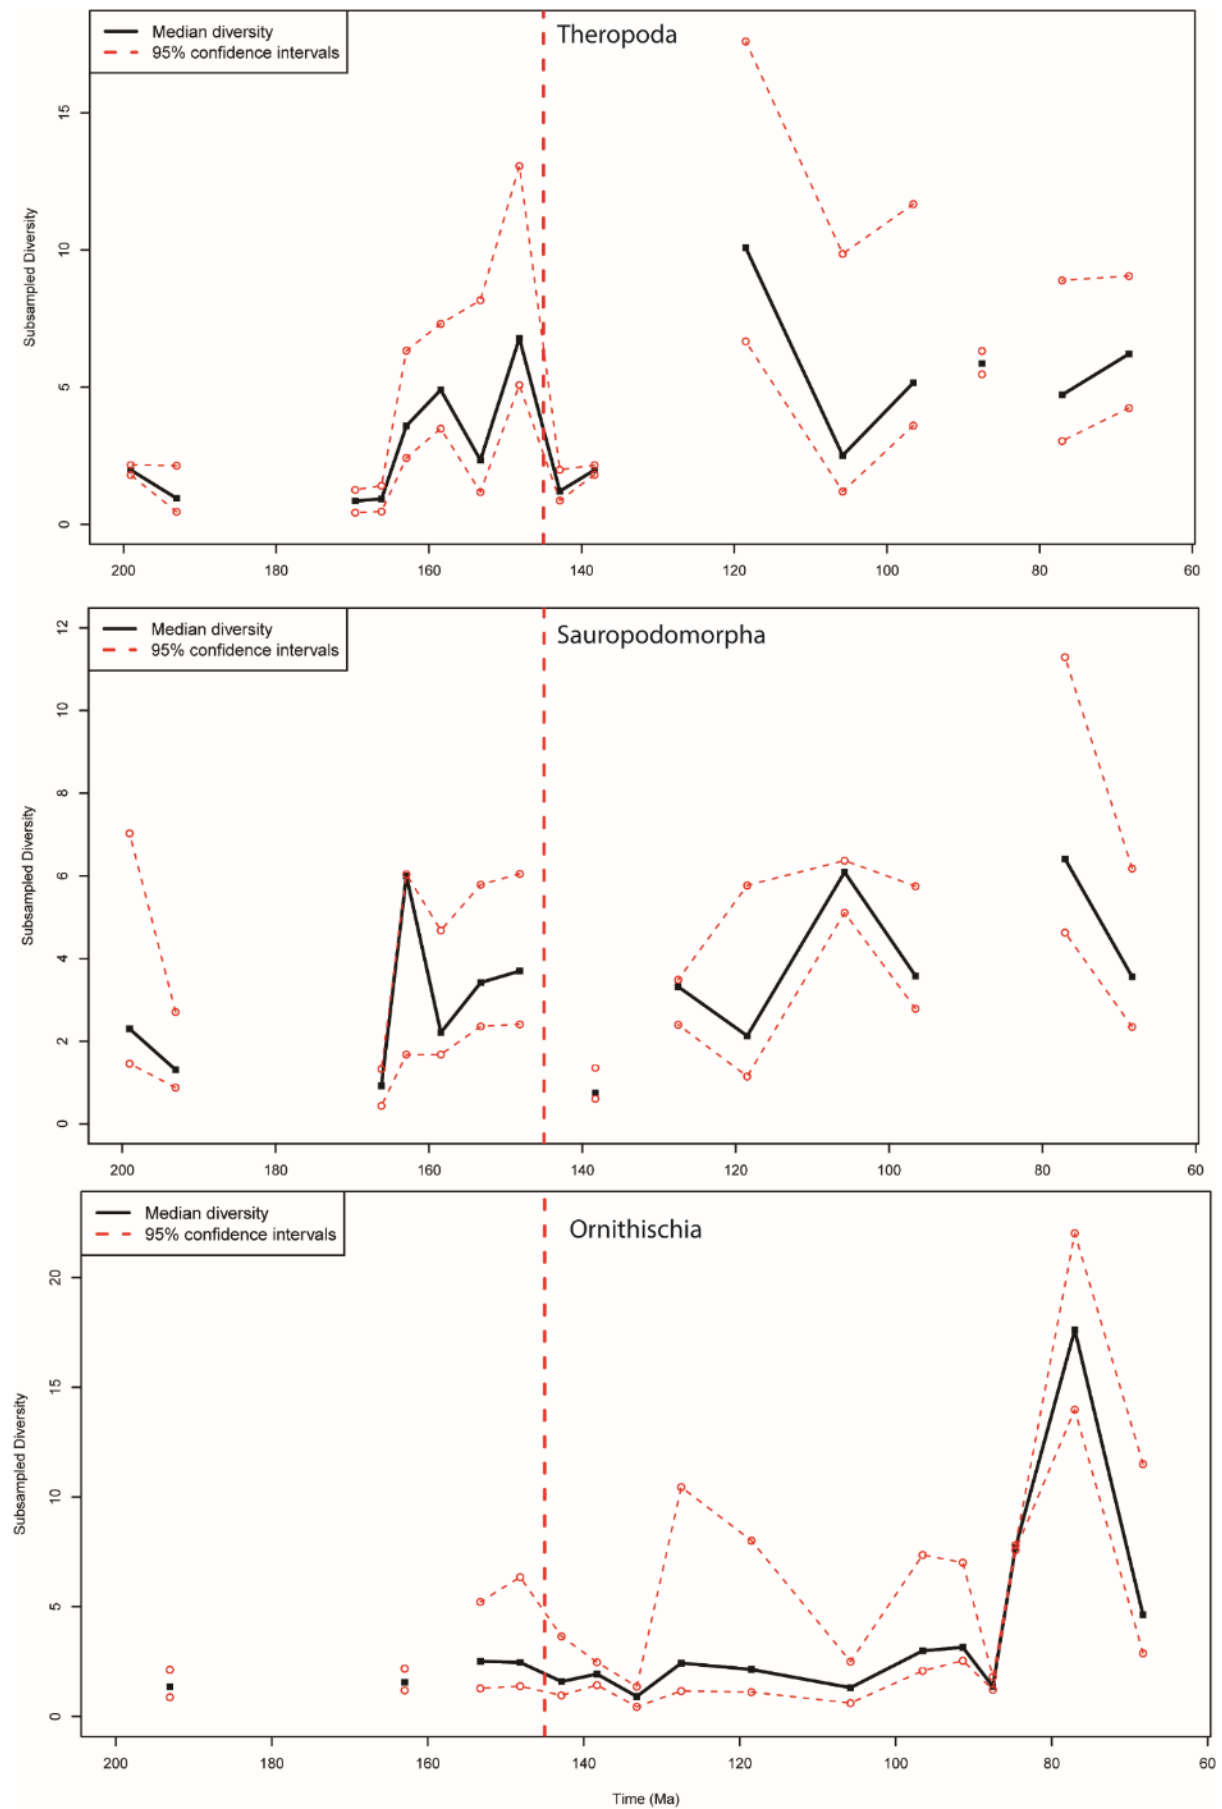 Median diversity
95% confidence intervals
Theropoda
Subsampled Diversity
15
10
5
0
200 180 160 140 120 100 80 60
Median diversity
95% confidence intervals
Sauropodomorpha
Subsampled Diversity
12
10
8
6
4
2
0
200 180 160 140 120 100 80 60
Median diversity
95% confidence intervals
Ornithischia
Subsampled Diversity
20
15
10
5
0
200 180 160 140 120 100 80 60
Time (Ma)